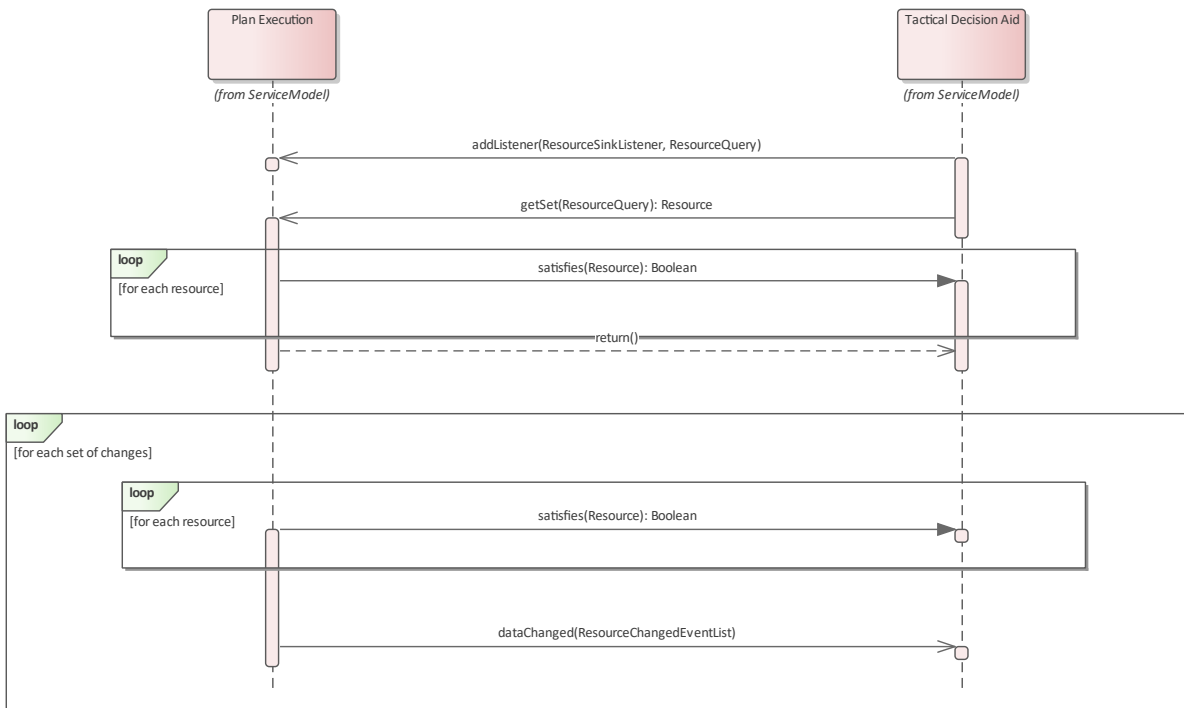 Plan Execution
Tactical Decision Aid
(from ServiceModel)
(from ServiceModel)
addListener(ResourceSinkListener, ResourceQuery)
getSet(ResourceQuery): Resource
loop
satisfies(Resource): Boolean
[for each resource]
return()
loop
[for each set of changes]
loop
satisfies(Resource): Boolean
[for each resource]
dataChanged(ResourceChangedEventList)